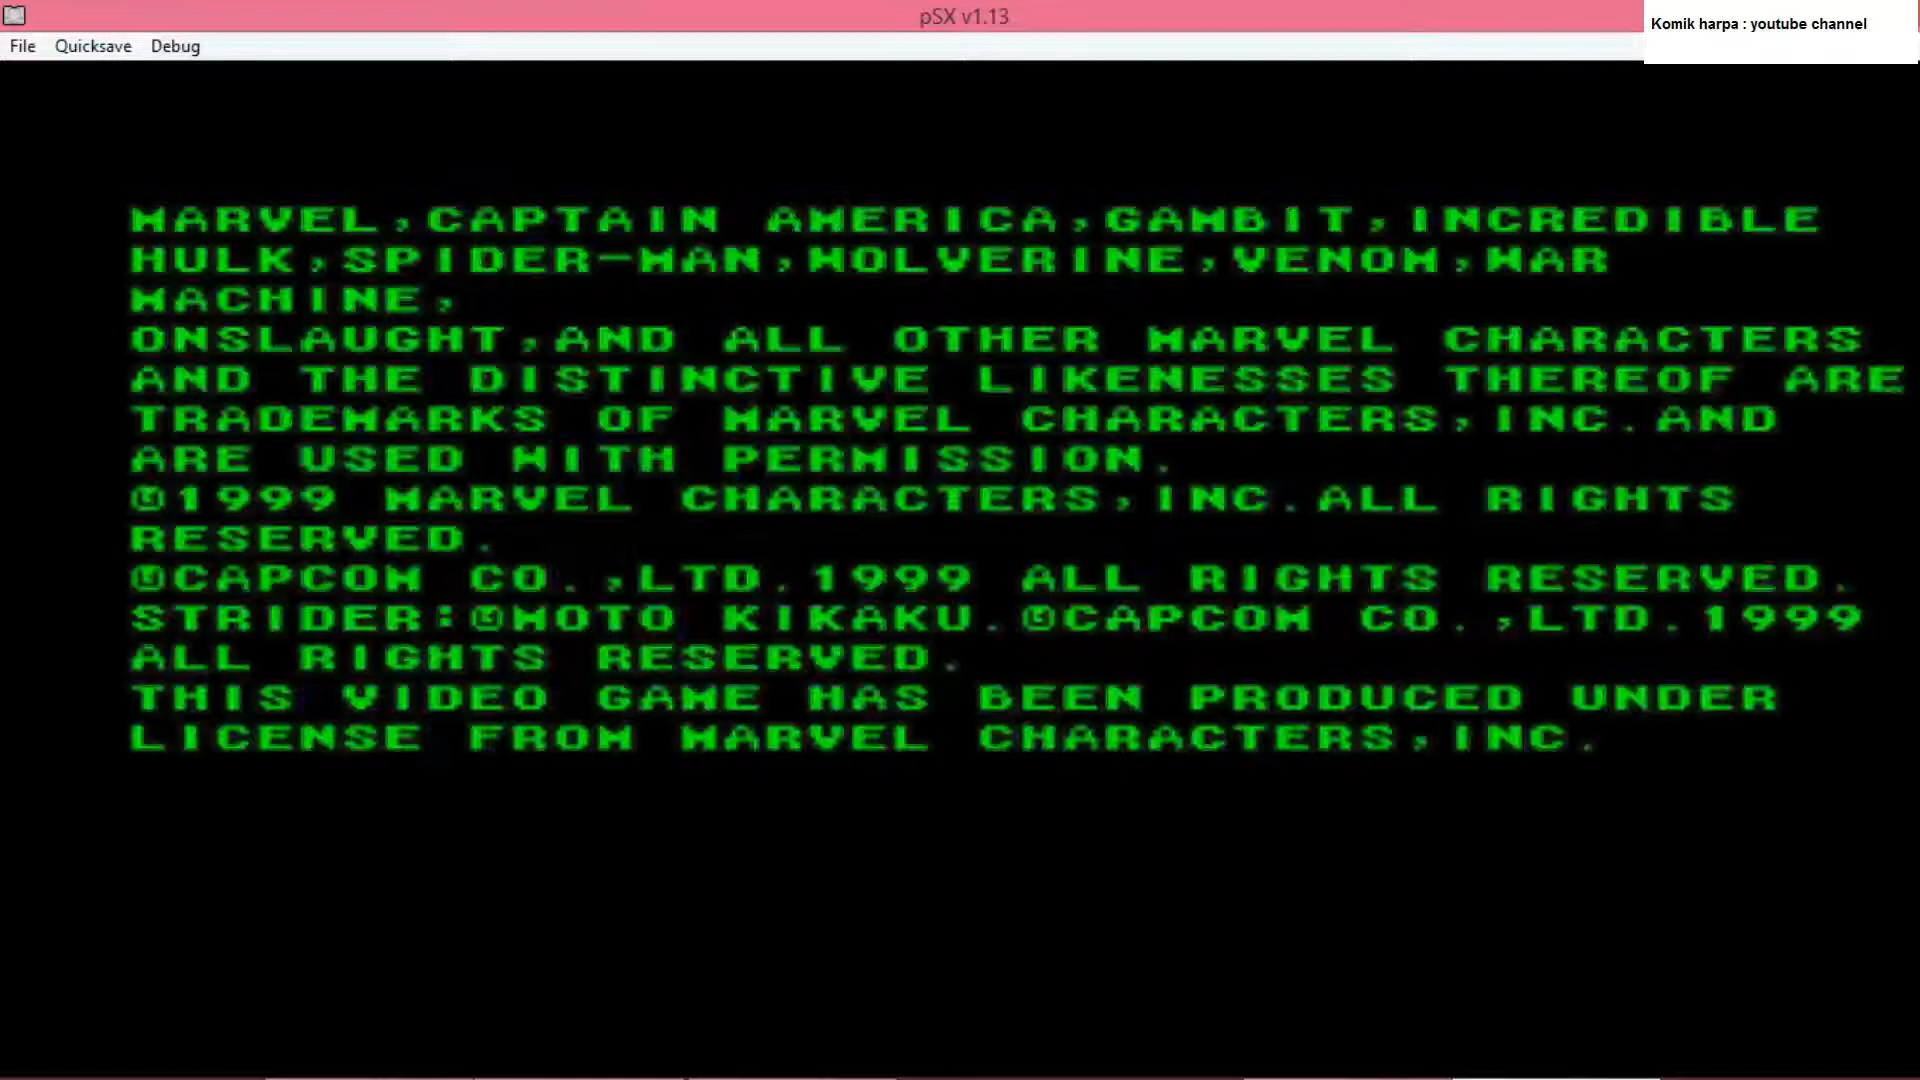 pSX v1.13
Komik harpa : youtube channel
File Quicksave Debug
MARVEL,CAPTAIN AMERICA,GAMBIT,INCREDIBLE
HULK,SPIDER-MAN,WOLVERINE,VENOM,WAR
MACHINE,
ONSLAUGHT,AND ALL OTHER MARVEL CHARACTERS
AND THE DISTINCTIVE LIKENESSES THEREOF ARE
TRADEMARKS OF MARVEL CHARACTERS,INC.AND
ARE USED WITH PERMISSION.
©1999 MARVEL CHARACTERS,INC.ALL RIGHTS
RESERVED.
©CAPCOM CO.,LTD.1999 ALL RIGHTS RESERVED.
STRIDER:©MOTO KIKAKU.©CAPCOM CO.,LTD.1999
ALL RIGHTS RESERVED.
THIS VIDEO GAME HAS BEEN PRODUCED UNDER
LICENSE FROM MARVEL CHARACTERS,INC.